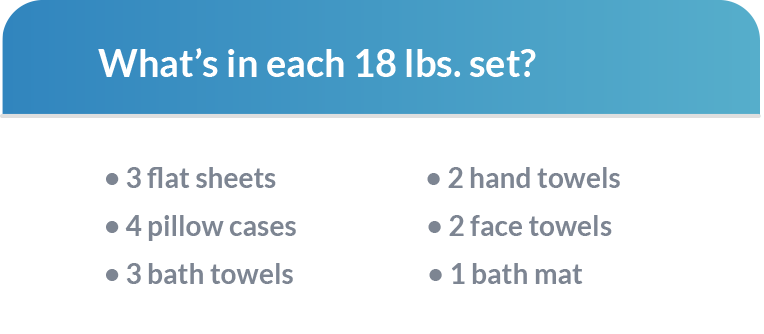 What's in each 18 lbs. set?
• 3 flat sheets
• 4 pillow cases
• 3 bath towels
• 2 hand towels
• 2 face towels
• 1 bath mat